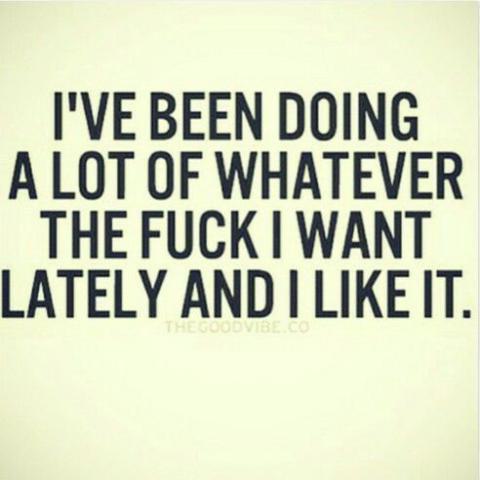 I'VE BEEN DOING
A LOT OF WHATEVER
THE FUCK I WANT
LATELY AND I LIKE IT.
THEGOODVIBE.CO